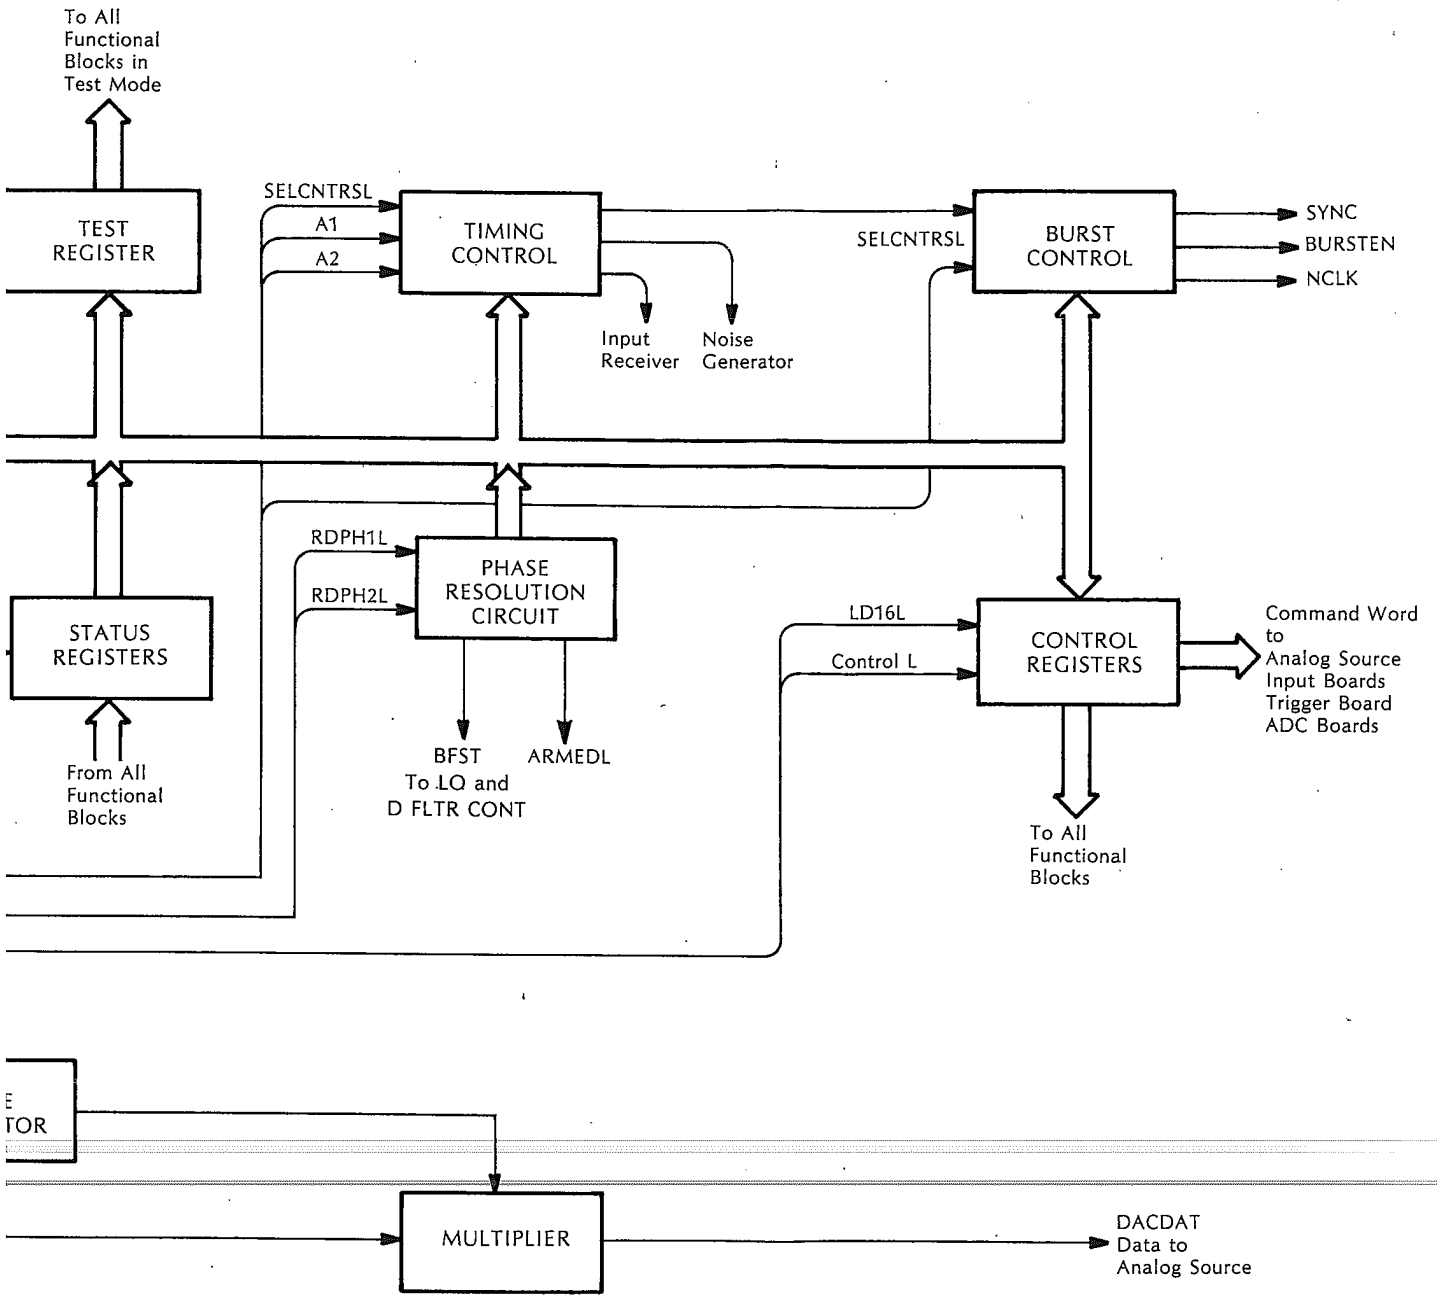 To All
Functional
Blocks in
Test Mode
TEST
REGISTER
SELCNTRSL
A1
A2
TIMING
CONTROL
Input
Receiver
Noise
Generator
SELCNTRSL
BURST
CONTROL
SYNC
BURSTEN
NCLK
STATUS
REGISTERS
From All
Functional
Blocks
RDPH1L
RDPH2L
PHASE
RESOLUTION
CIRCUIT
BFST
To LO and
D FLTR CONT
ARMEDL
LD16L
Control L
CONTROL
REGISTERS
Command Word
to
Analog Source
Input Boards
Trigger Board
ADC Boards
To All
Functional
Blocks
E
TOR
MULTIPLIER
DACDAT
Data to
Analog Source